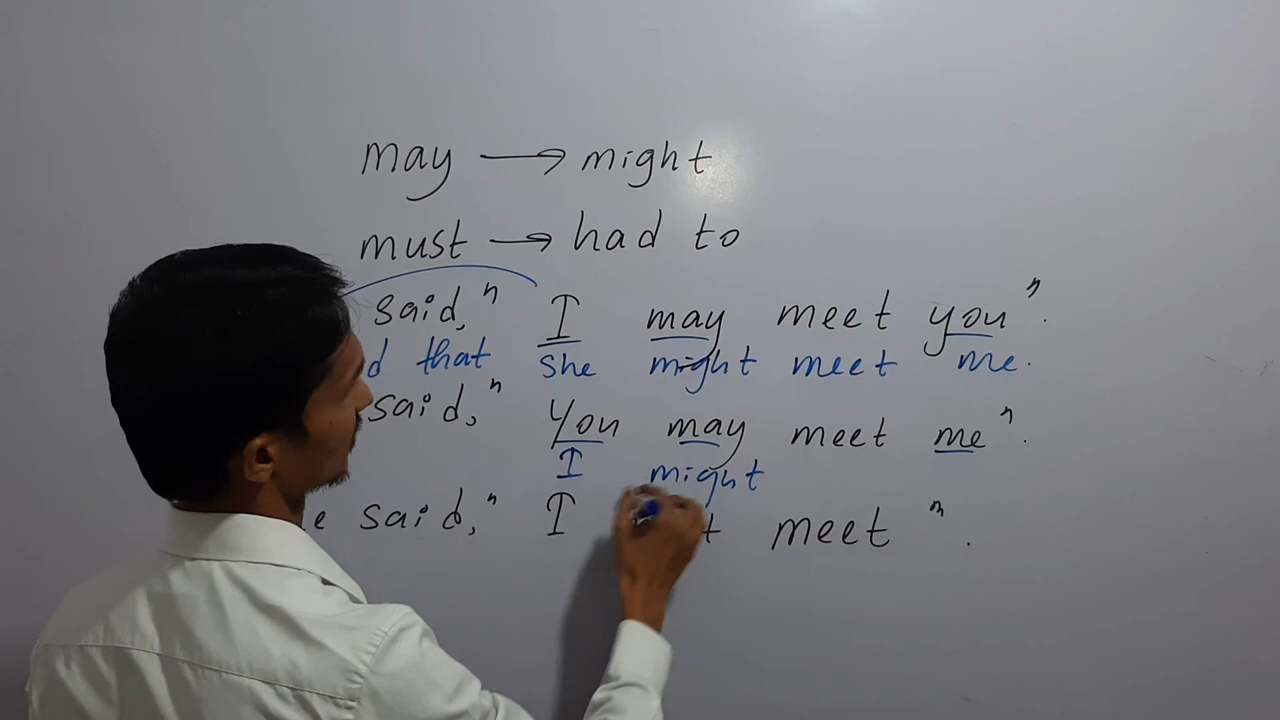 may → might
must → had to
said," I may meet you".
d that she might meet me.
said," You may meet me".
I might
e said," I t meet ".